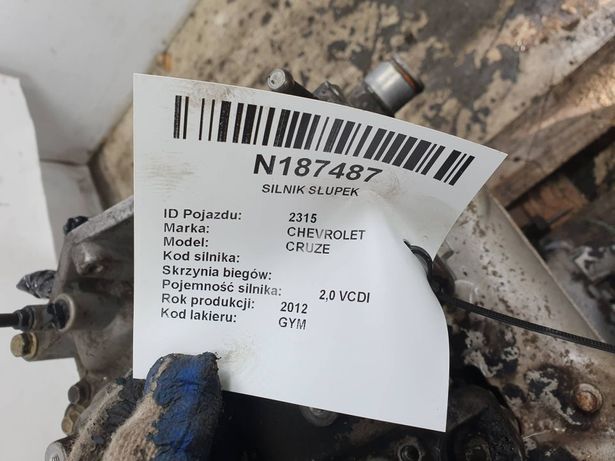 N187487
SILNIK SŁUPEK
ID Pojazdu: 2315
Marka: CHEVROLET
Model: CRUZE
Kod silnika:
Skrzynia biegów:
Pojemność silnika: 2,0 VCDI
Rok produkcji: 2012
Kod lakieru: GYM